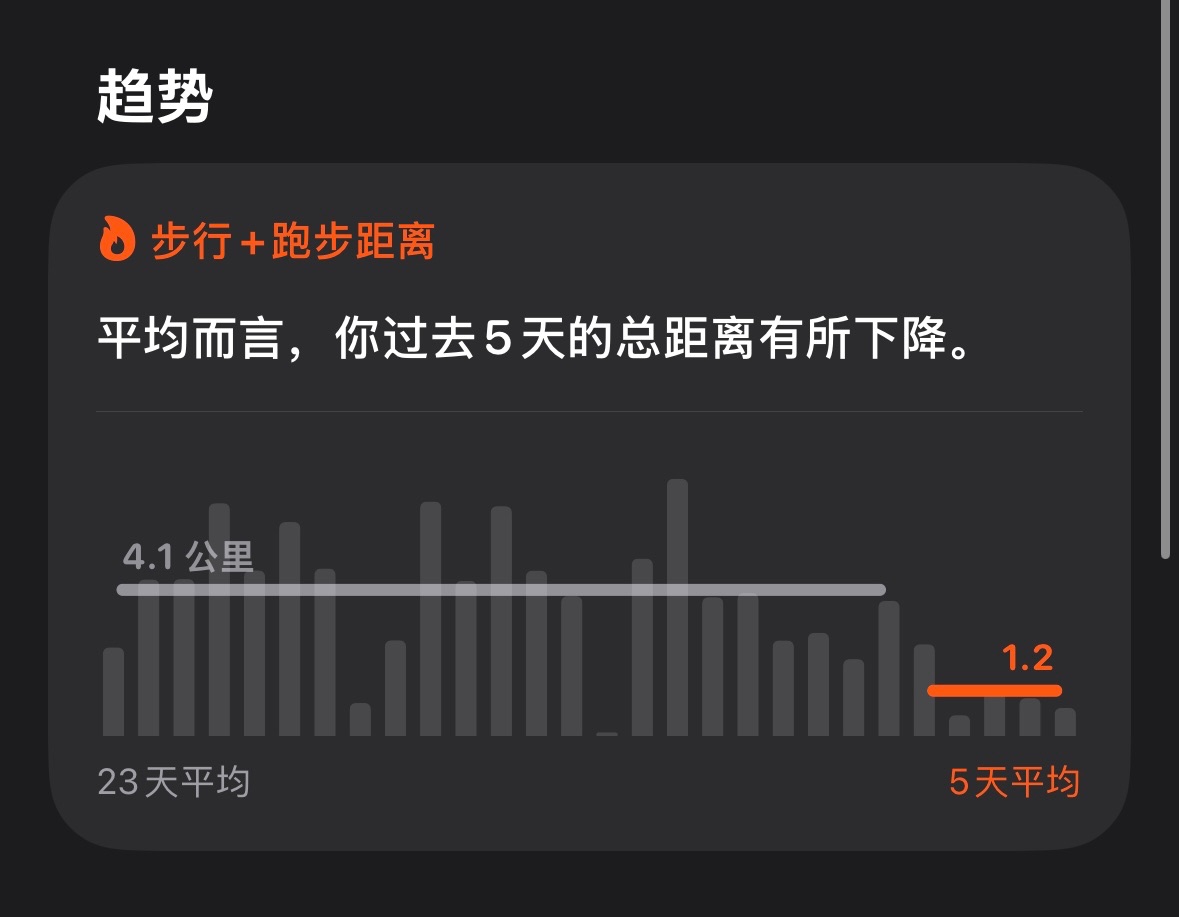 趋势
步行+跑步距离
平均而言，你过去5天的总距离有所下降。
4.1 公里
1.2
23天平均
5天平均